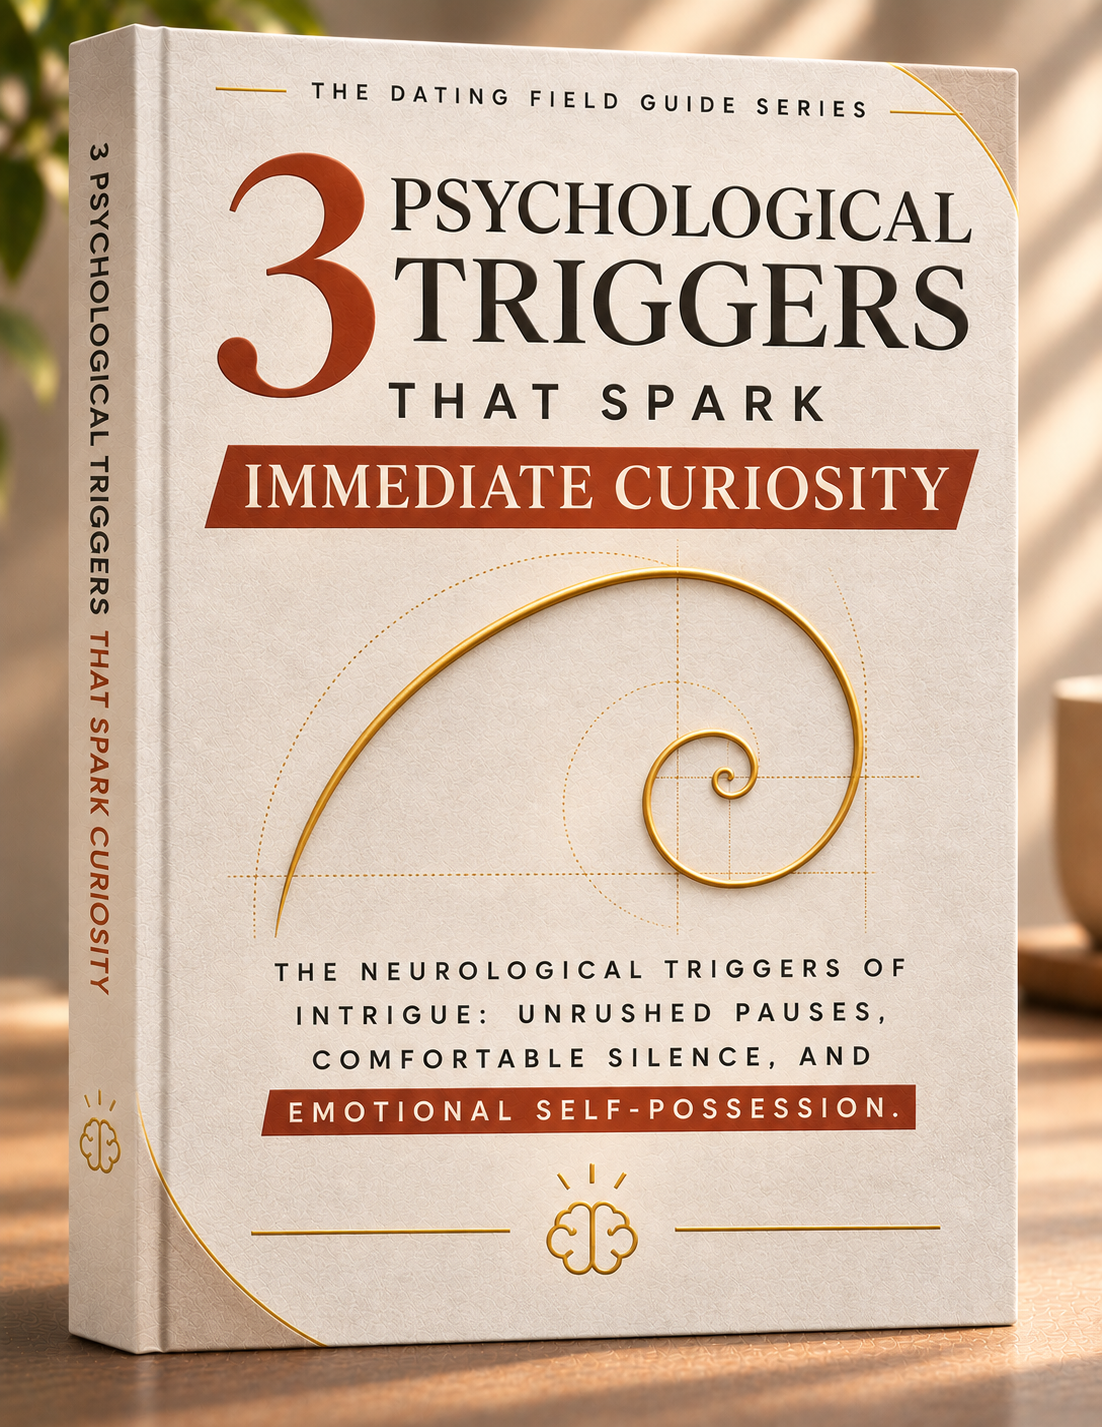 THE DATING FIELD GUIDE SERIES
3
PSYCHOLOGICAL
TRIGGERS
THAT SPARK
IMMEDIATE CURIOSITY
THE NEUROLOGICAL TRIGGERS OF
INTRIGUE: UNRUSHED PAUSES,
COMFORTABLE SILENCE, AND
EMOTIONAL SELF-POSSESSION.
3 PSYCHOLOGICAL TRIGGERS THAT SPARK CURIOSITY